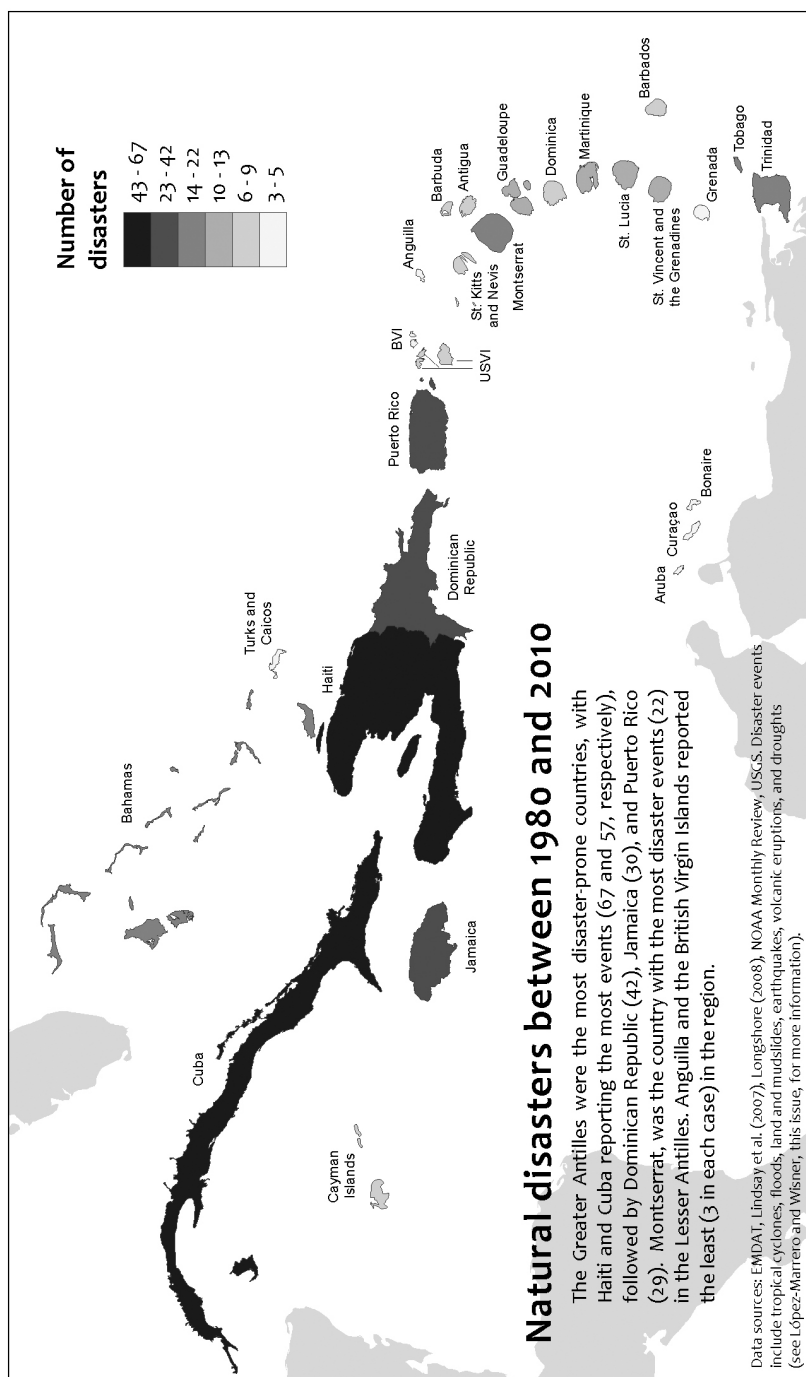 Number of
disasters
43 - 67
23 - 42
14 - 22
10 - 13
6 - 9
3 - 5
Bahamas
Turks and
Caicos
Cuba
Haiti
Cayman
Islands
Jamaica
Dominican
Republic
Puerto Rico
BVI
USVI
Anguilla
Barbuda
Antigua
St. Kitts
and Nevis
Montserrat
Guadeloupe
Dominica
Martinique
St. Lucia
Barbados
St. Vincent and
the Grenadines
Grenada
Tobago
Trinidad
Aruba
Curaçao
Bonaire
Natural disasters between 1980 and 2010
The Greater Antilles were the most disaster-prone countries, with
Haiti and Cuba reporting the most events (67 and 57, respectively),
followed by Dominican Republic (42), Jamaica (30), and Puerto Rico
(29). Montserrat, was the country with the most disaster events (22)
in the Lesser Antilles. Anguilla and the British Virgin Islands reported
the least (3 in each case) in the region.
Data sources: EMDAT, Lindsay et al. (2007), Longshore (2008), NOAA Monthly Review, USGS. Disaster events
include tropical cyclones, floods, land and mudslides, earthquakes, volcanic eruptions, and droughts
(see López-Marrero and Wisner, this issue, for more information).